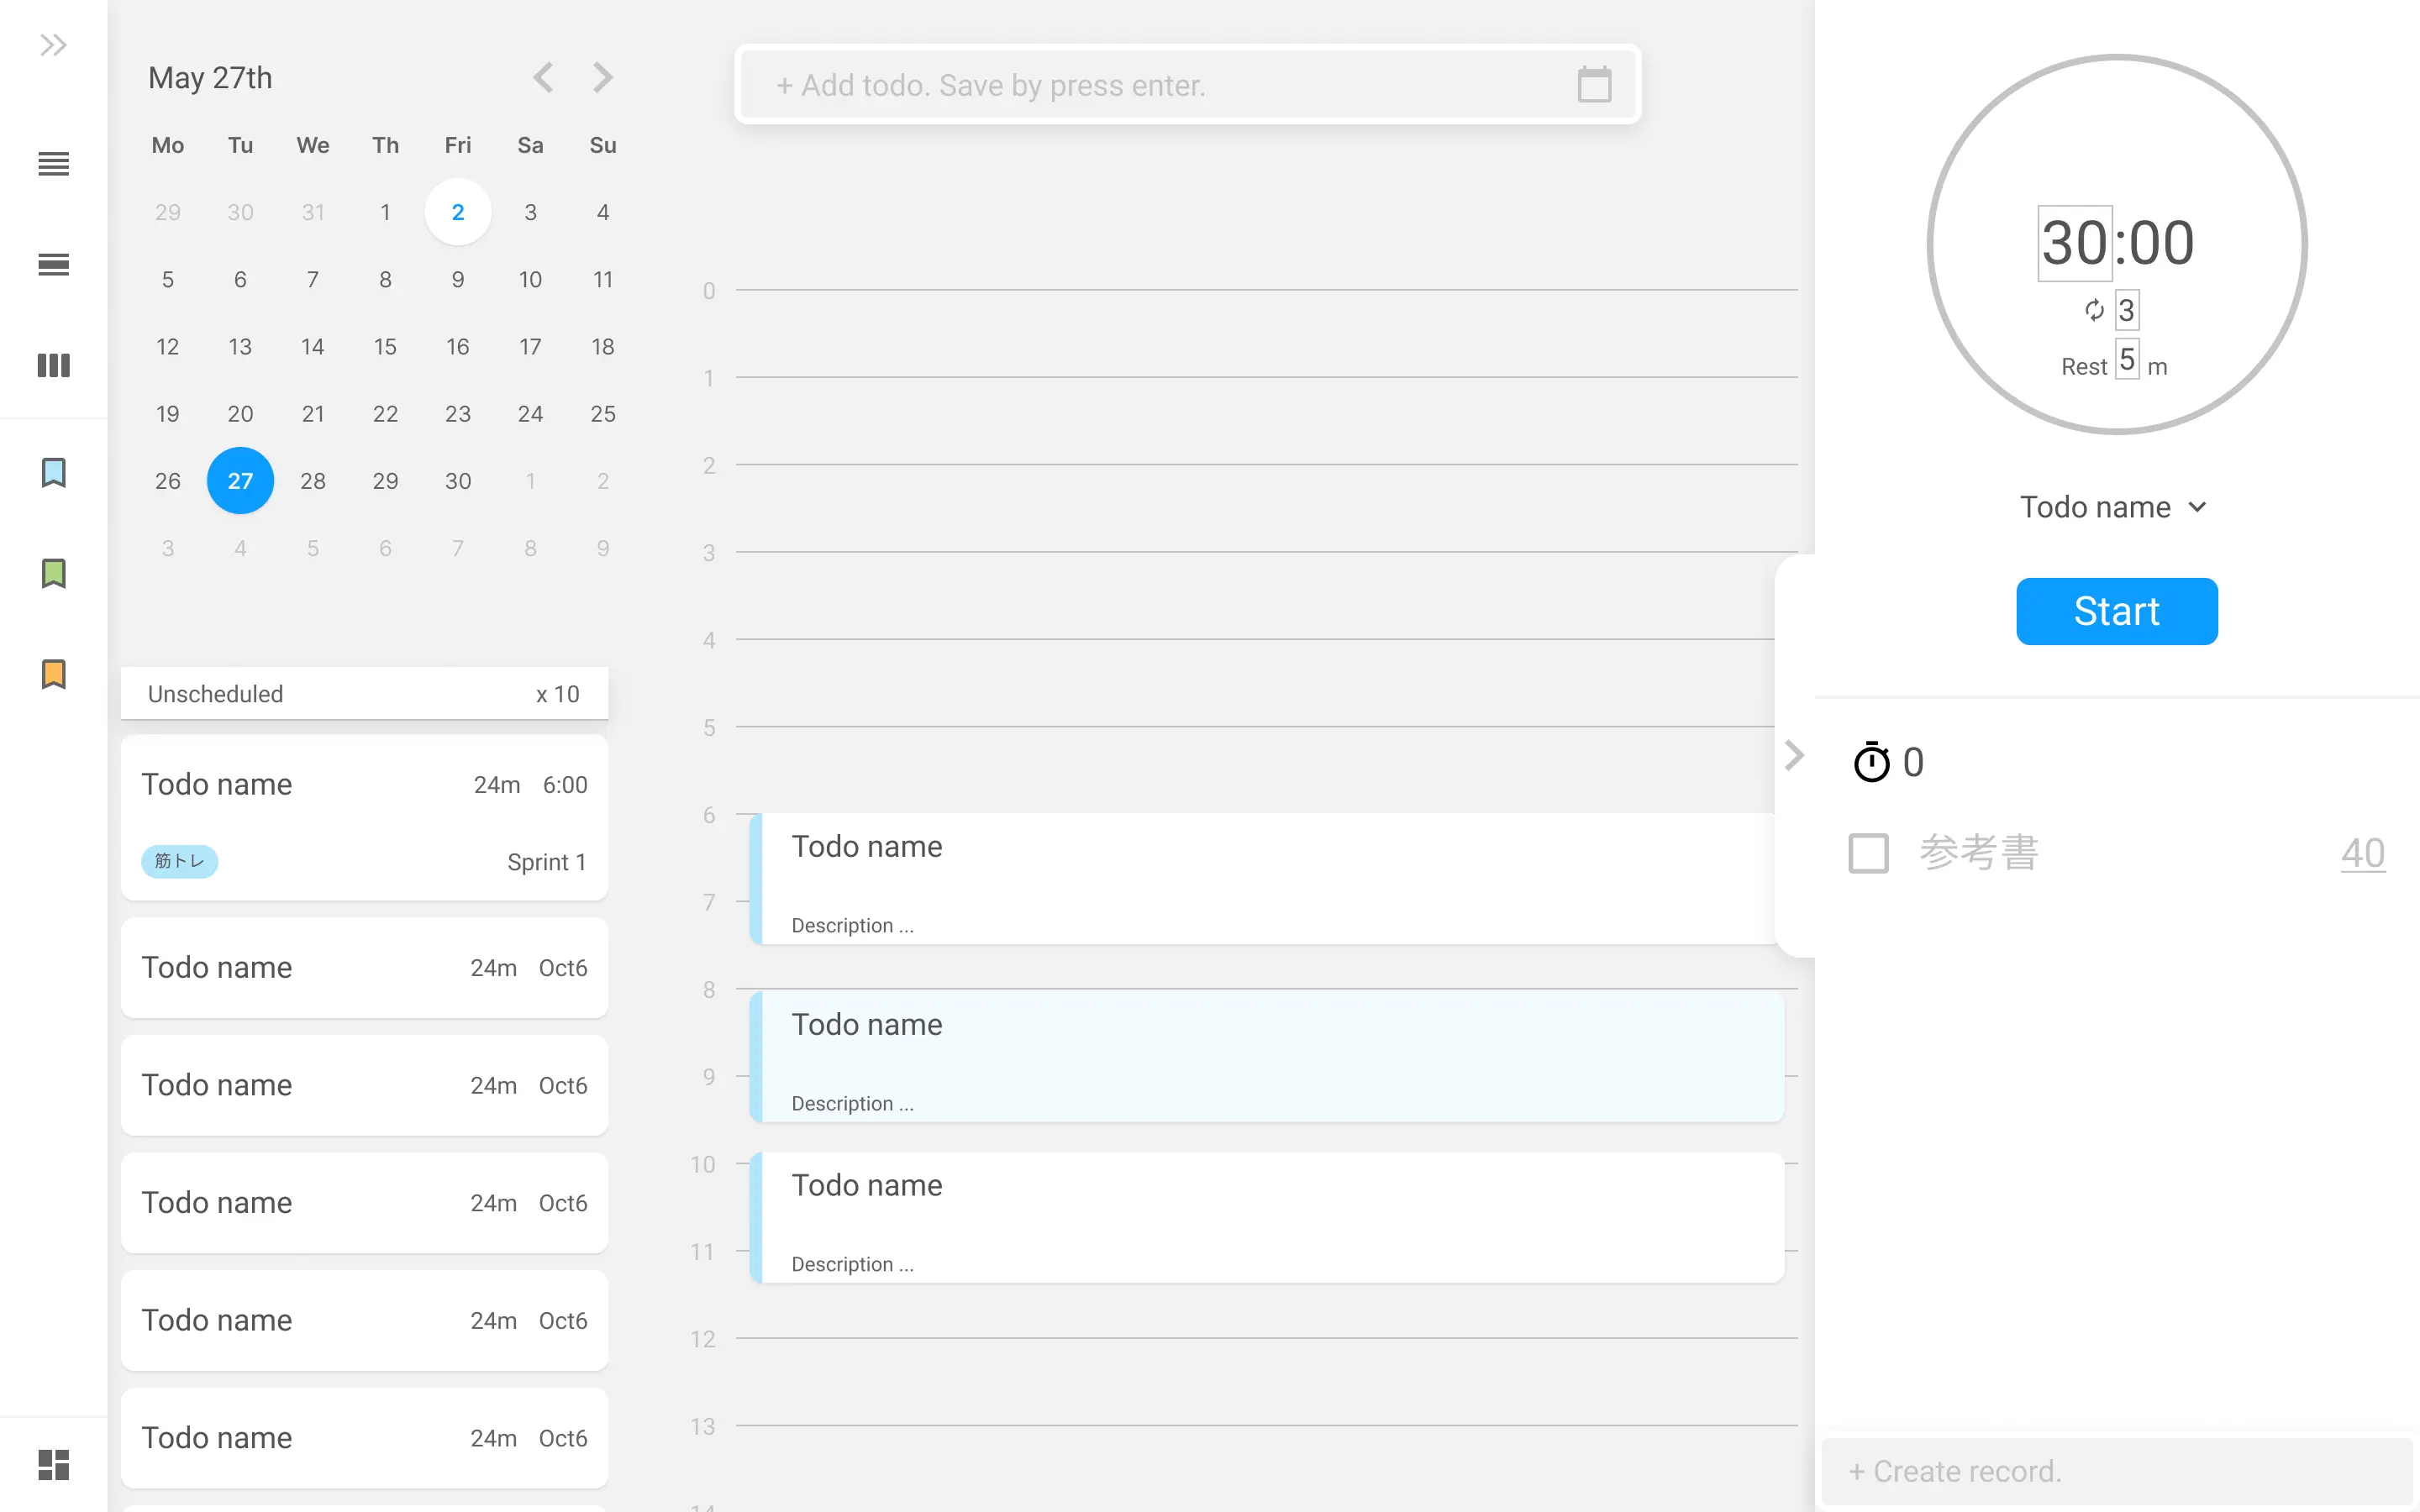 May 27th
Mo Tu We Th Fri Sa Su
29 30 31 1 2 3 4
5 6 7 8 9 10 11
12 13 14 15 16 17 18
19 20 21 22 23 24 25
26 27 28 29 30 1 2
3 4 5 6 7 8 9
Unscheduled x 10
Todo name 24m 6:00
筋トレ Sprint 1
Todo name 24m Oct6
Todo name 24m Oct6
Todo name 24m Oct6
Todo name 24m Oct6
Todo name 24m Oct6
+ Add todo. Save by press enter.
0
1
2
3
4
5
6
Todo name
7
Description ...
8
Todo name
9
Description ...
10
Todo name
11
Description ...
12
13
14
30:00
3
Rest 5 m
Todo name
Start
0
参考書 40
+ Create record.